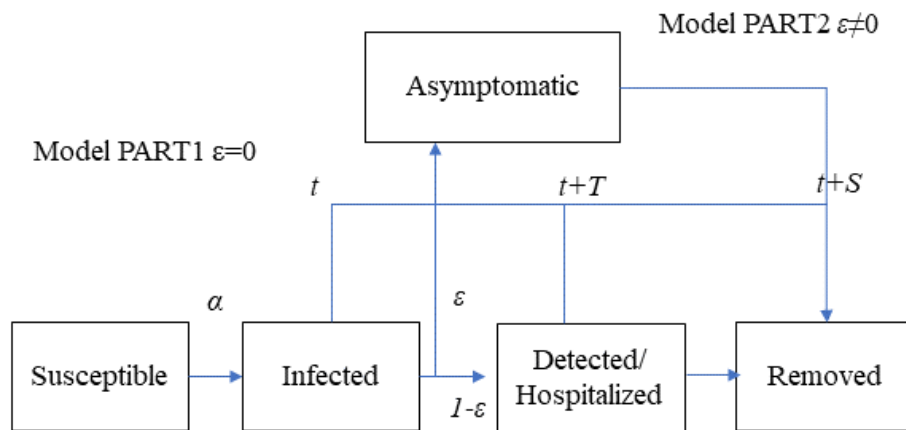 Model PART2 ε≠0
Asymptomatic
Model PART1 ε=0
t
t+T
t+S
α
ε
Susceptible
Infected
1-ε
Detected/
Hospitalized
Removed